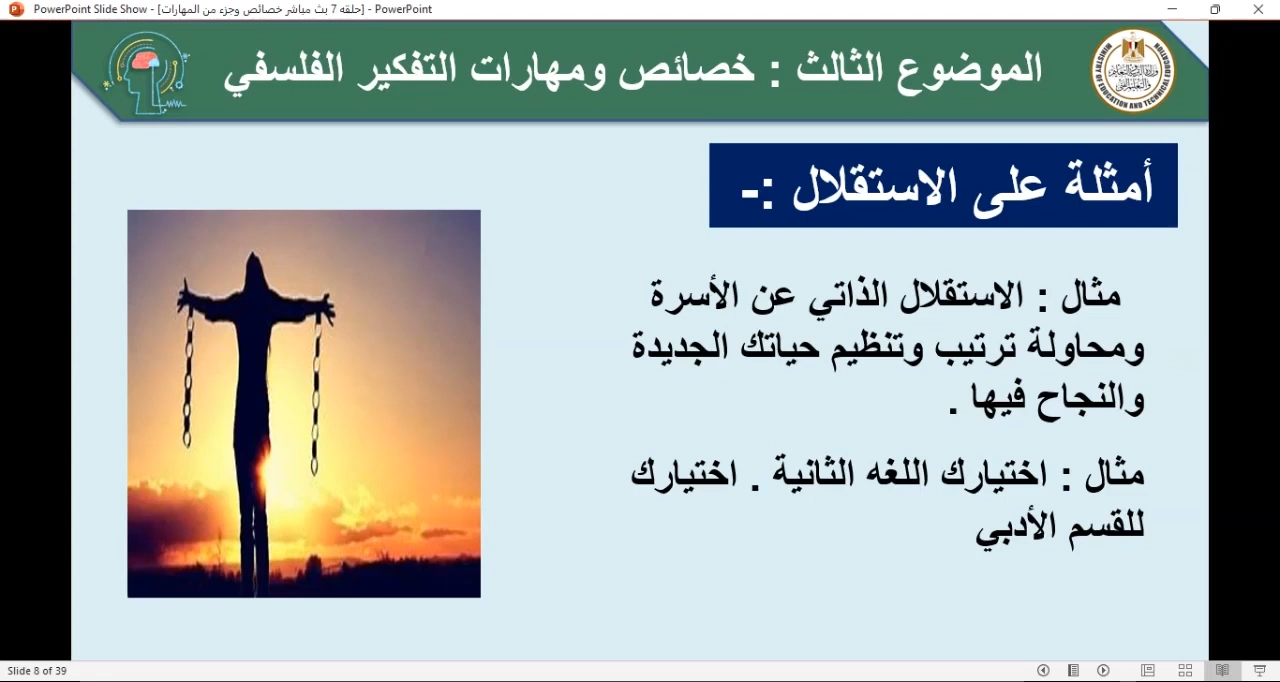 PowerPoint Slide Show - [حلقه 7 بث مباشر خصائص وجزء من المهارات] - PowerPoint
الموضوع الثالث : خصائص ومهارات التفكير الفلسفي
أمثلة على الاستقلال :-
مثال : الاستقلال الذاتي عن الأسرة
ومحاولة ترتيب وتنظيم حياتك الجديدة
والنجاح فيها .
مثال : اختيارك اللغه الثانية . اختيارك
للقسم الأدبي
Slide 8 of 39